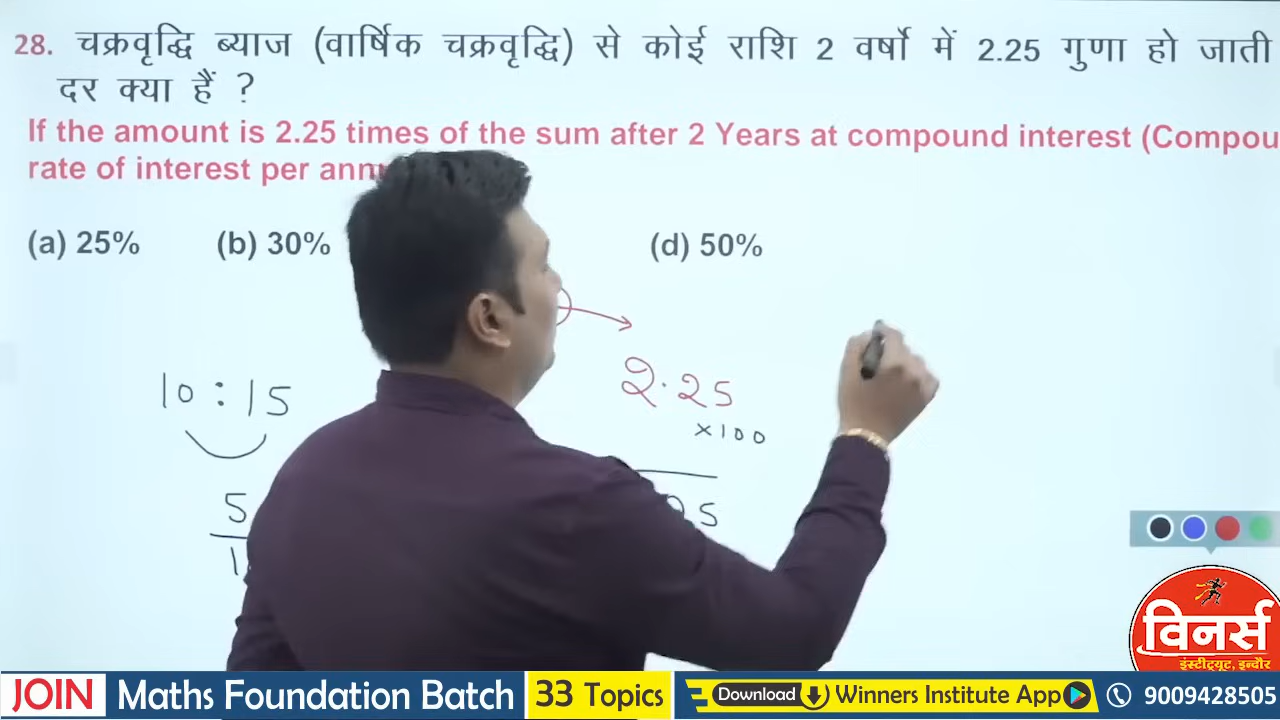 28. चक्रवृद्धि ब्याज (वार्षिक चक्रवृद्धि) से कोई राशि 2 वर्षो में 2.25 गुणा हो जाती
दर क्या हैं ?
If the amount is 2.25 times of the sum after 2 Years at compound interest (Compou
rate of interest per ann
(a) 25% (b) 30% (d) 50%
10 : 15
2.25
×100
5
1
25
विनर्स
इंस्टीट्यूट, इन्दौर
JOIN Maths Foundation Batch 33 Topics Download Winners Institute App 9009428505